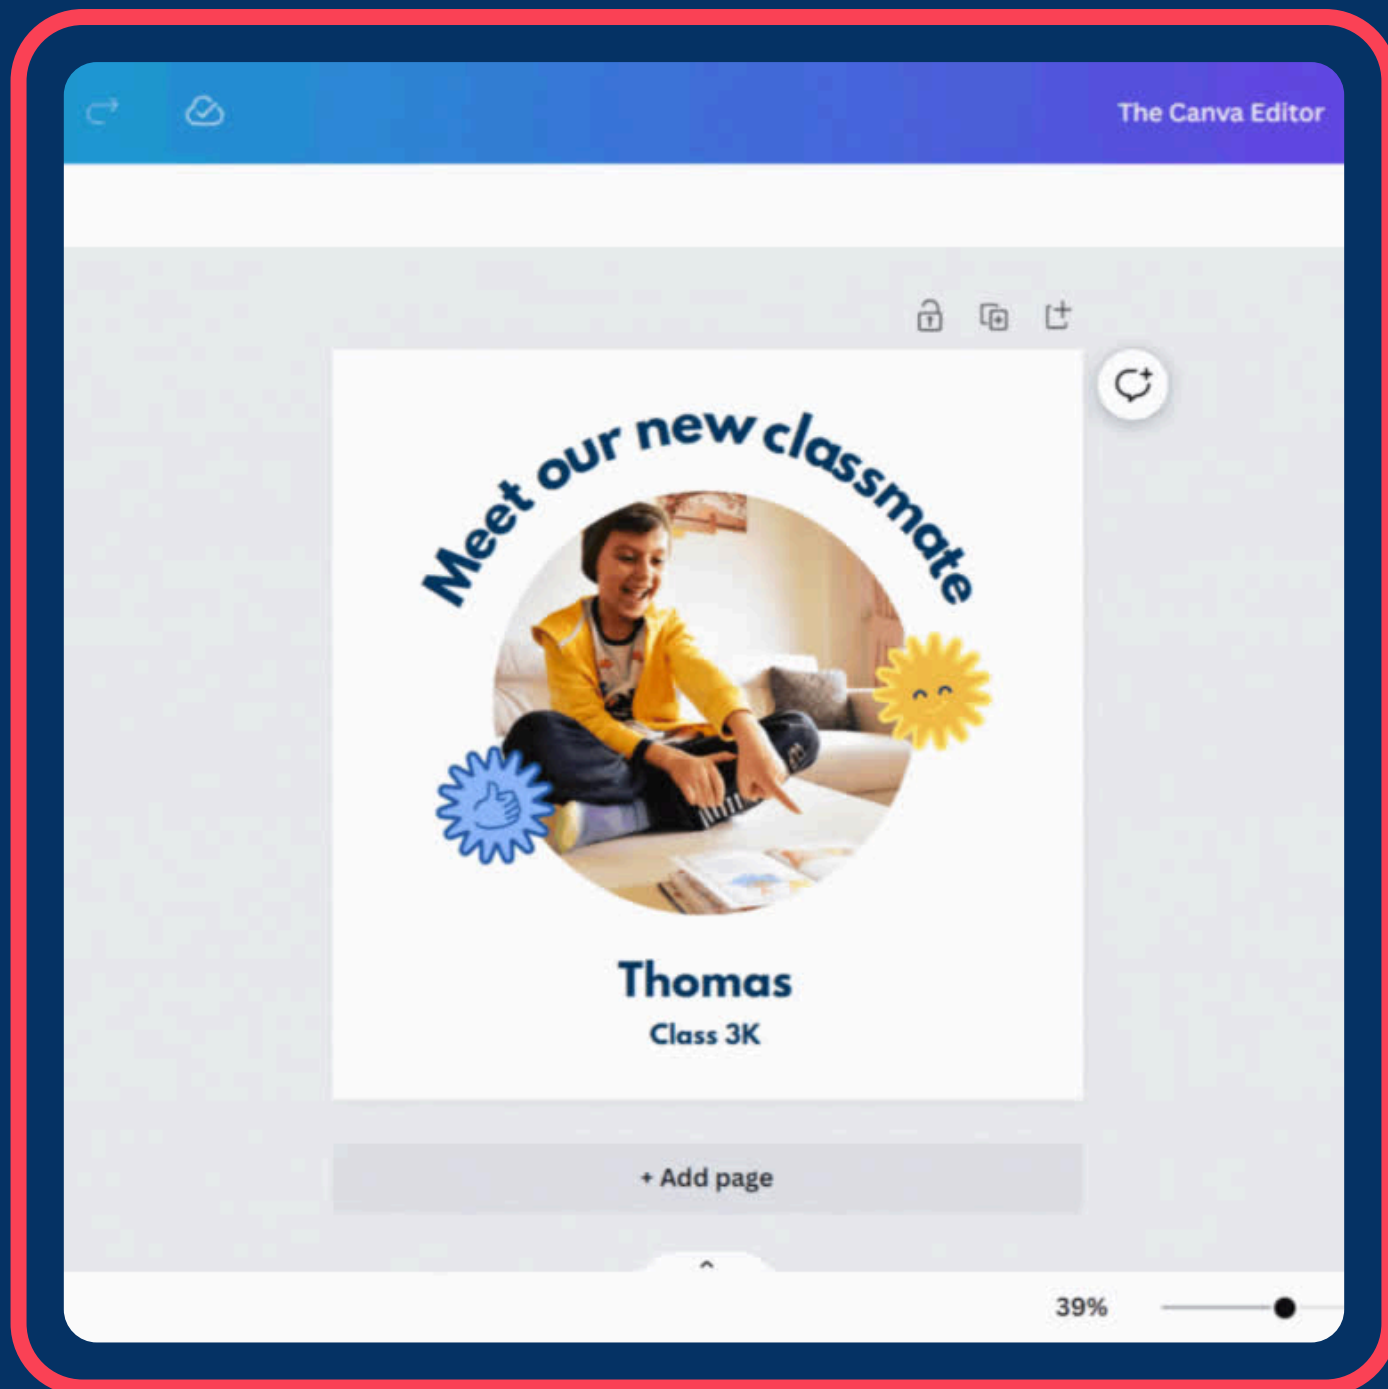 The Canva Editor
Meet our new classmate
Thomas
Class 3K
+ Add page
39%